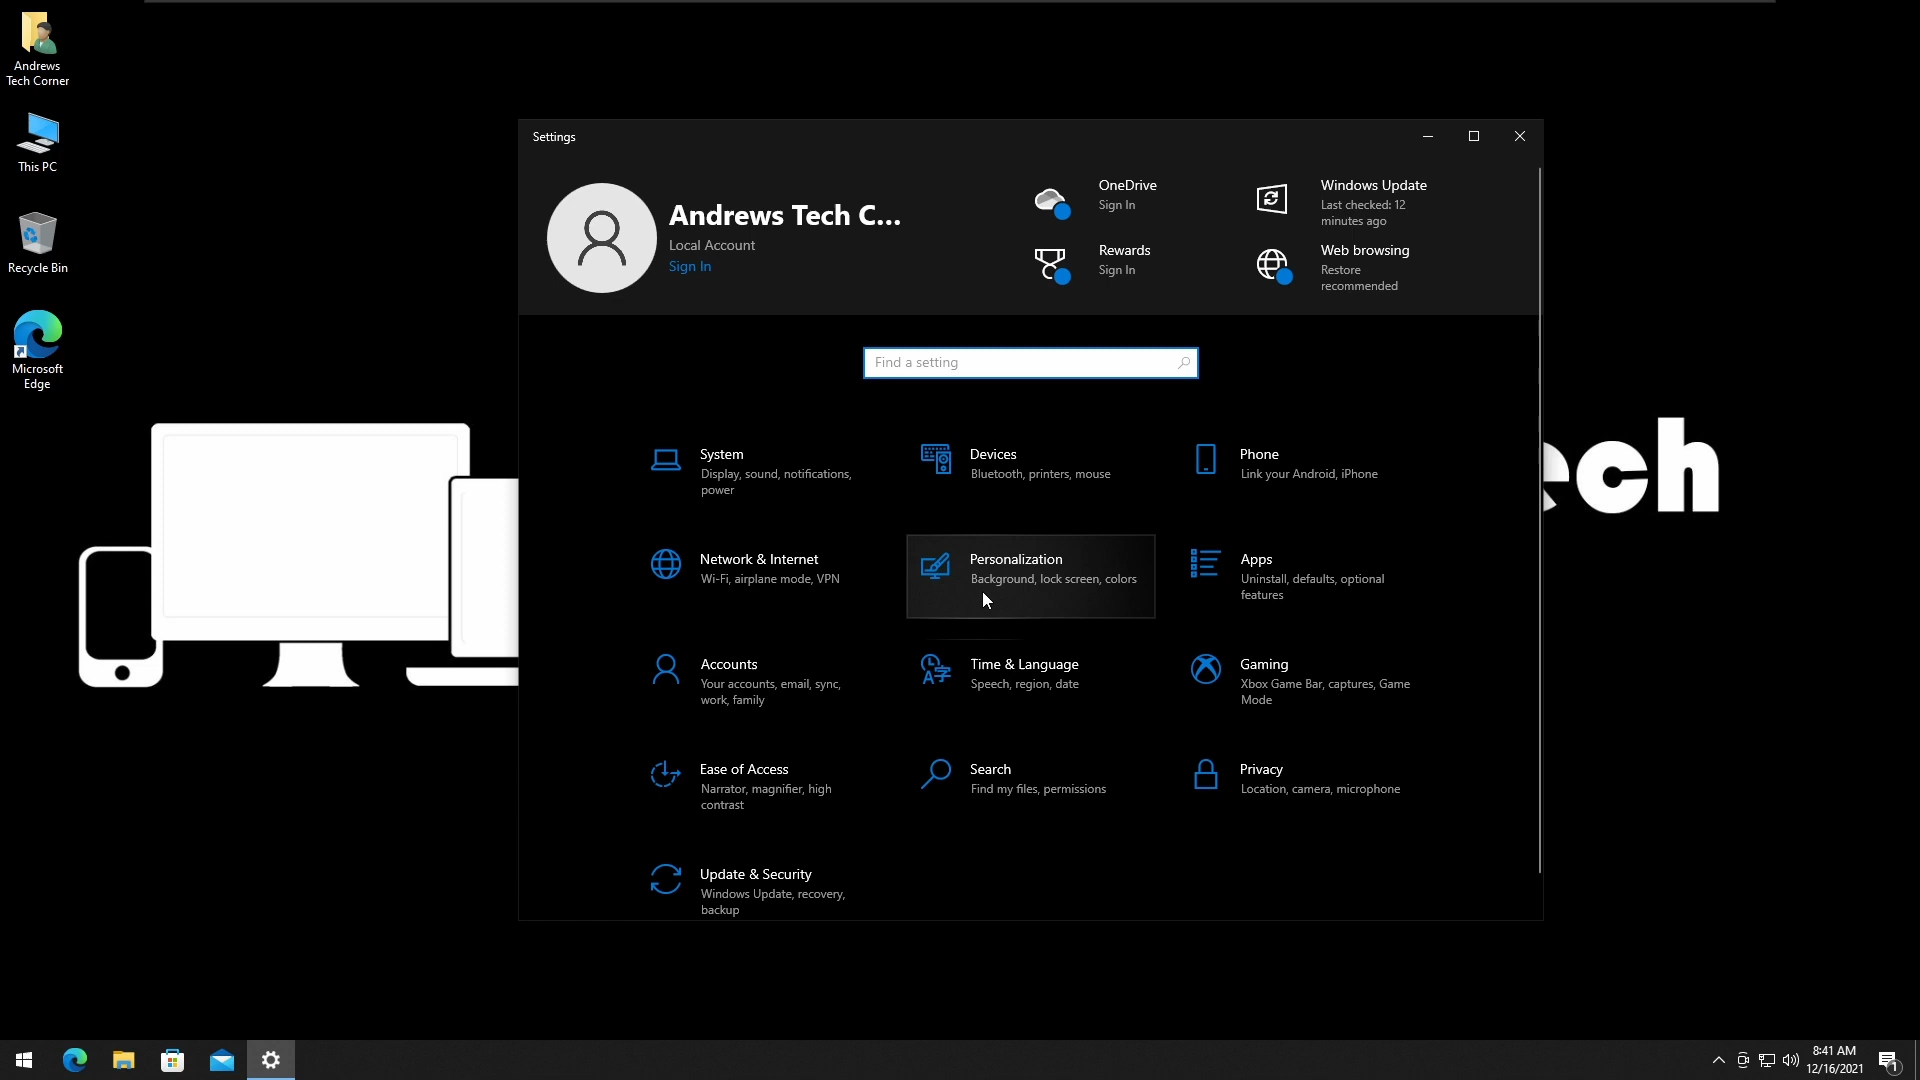 Andrews
Tech Corner
This PC
Recycle Bin
Microsoft
Edge
Settings
Andrews Tech C...
Local Account
Sign In
OneDrive
Sign In
Rewards
Sign In
Windows Update
Last checked: 12
minutes ago
Web browsing
Restore
recommended
Find a setting
System
Display, sound, notifications,
power
Devices
Bluetooth, printers, mouse
Phone
Link your Android, iPhone
Network & Internet
Wi-Fi, airplane mode, VPN
Personalization
Background, lock screen, colors
Apps
Uninstall, defaults, optional
features
Accounts
Your accounts, email, sync,
work, family
Time & Language
Speech, region, date
Gaming
Xbox Game Bar, captures, Game
Mode
Ease of Access
Narrator, magnifier, high
contrast
Search
Find my files, permissions
Privacy
Location, camera, microphone
Update & Security
Windows Update, recovery,
backup
ech
8:41 AM
12/16/2021
1